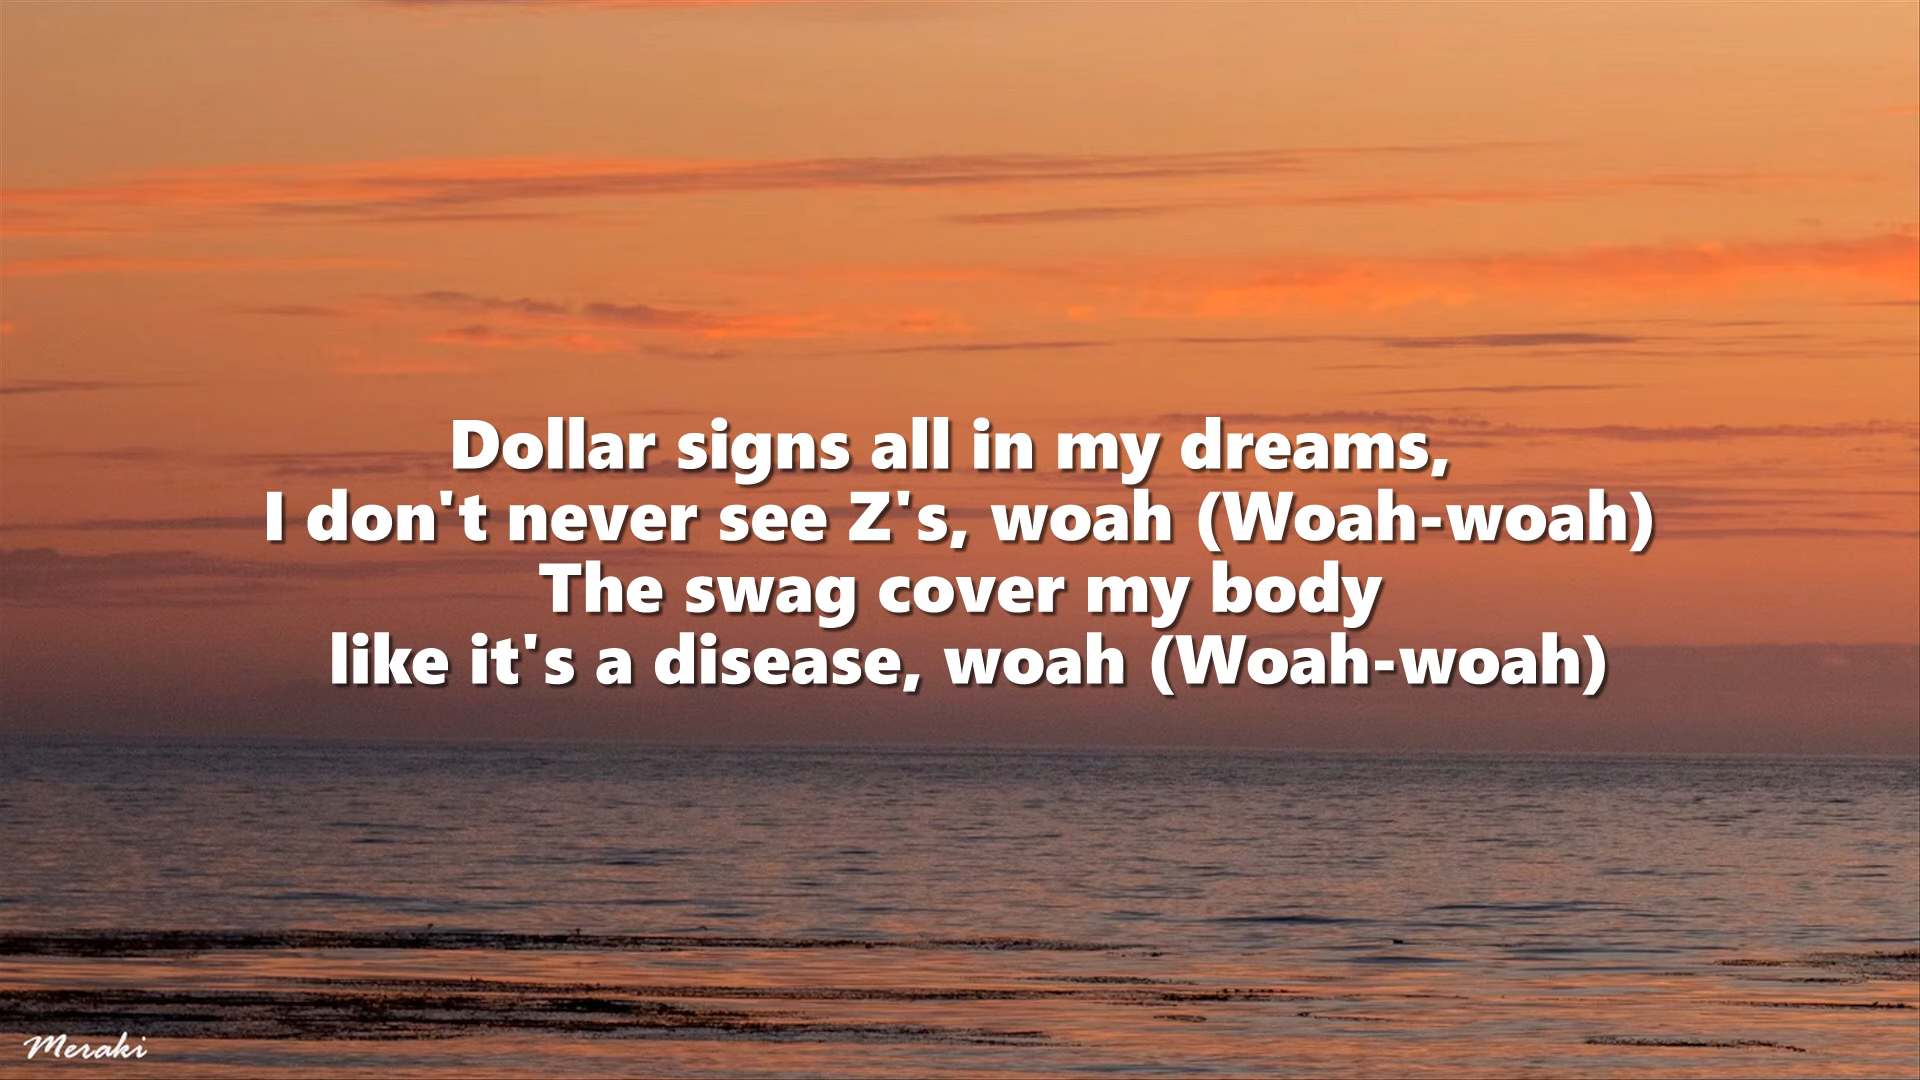 Dollar signs all in my dreams,
I don't never see Z's, woah (Woah-woah)
The swag cover my body
like it's a disease, woah (Woah-woah)
Meraki